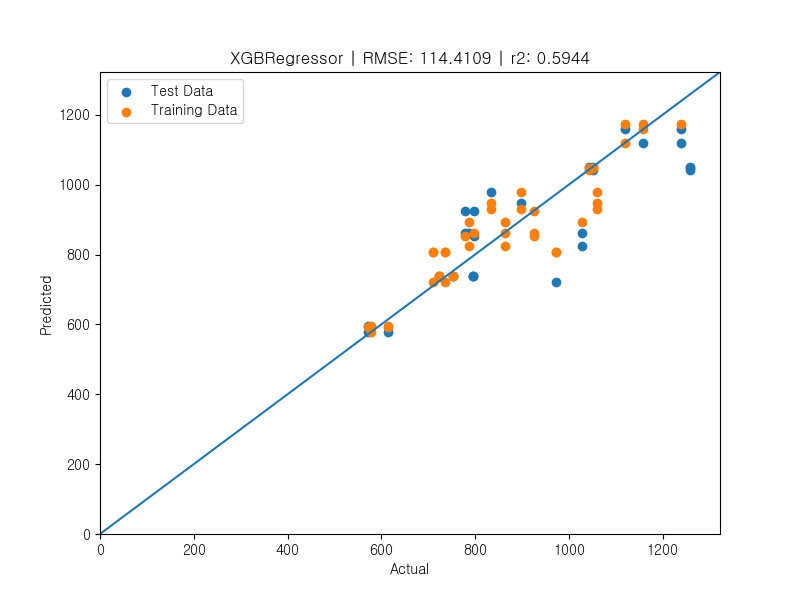 XGBRegressor | RMSE: 114.4109 | r2: 0.5944
Test Data
Training Data
1200
1000
800
600
400
200
0
Predicted
0 200 400 600 800 1000 1200
Actual